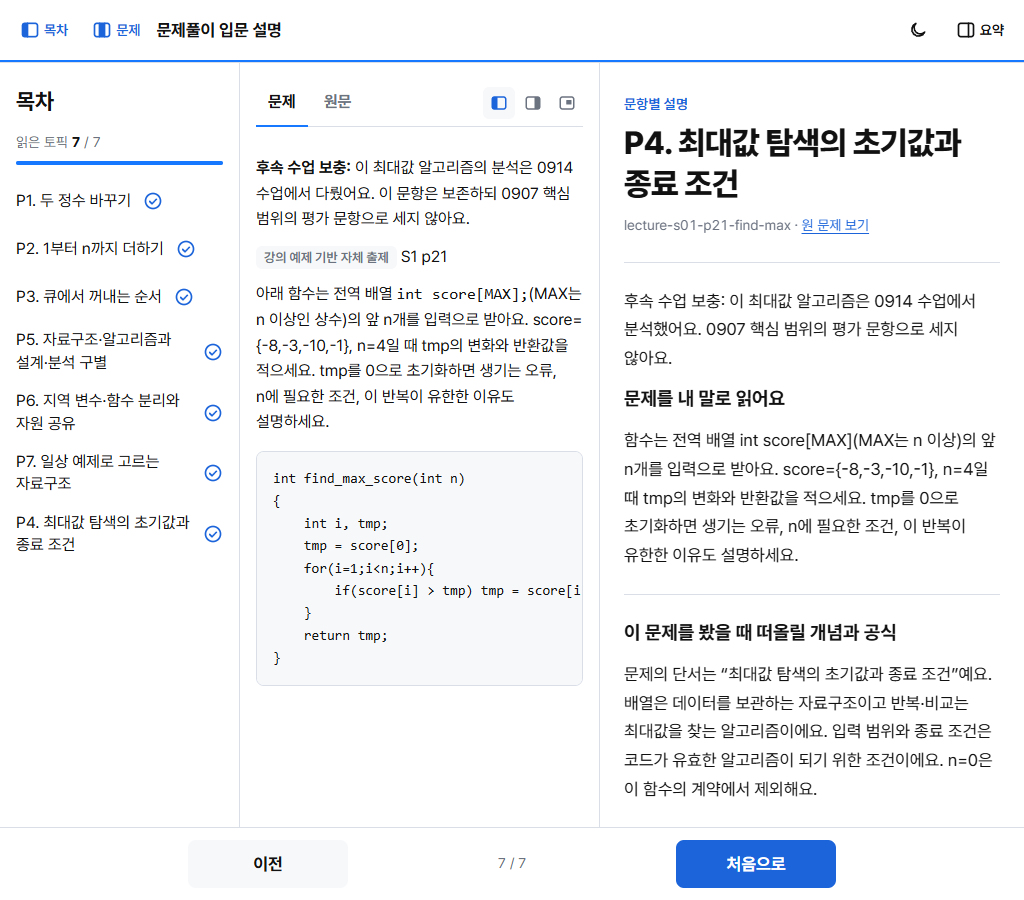 목차 문제 문제풀이 입문 설명 요약
목차
읽은 토픽 7 / 7
P1. 두 정수 바꾸기
P2. 1부터 n까지 더하기
P3. 큐에서 꺼내는 순서
P5. 자료구조·알고리즘과
설계·분석 구별
P6. 지역 변수·함수 분리와
자원 공유
P7. 일상 예제로 고르는
자료구조
P4. 최대값 탐색의 초기값과
종료 조건
문제 원문
후속 수업 보충: 이 최대값 알고리즘의 분석은 0914
수업에서 다뤘어요. 이 문항은 보존하되 0907 핵심
범위의 평가 문항으로 세지 않아요.
강의 예제 기반 자체 출제 S1 p21
아래 함수는 전역 배열 int score[MAX];(MAX는
n 이상인 상수)의 앞 n개를 입력으로 받아요. score=
{-8,-3,-10,-1}, n=4일 때 tmp의 변화와 반환값을
적으세요. tmp를 0으로 초기화하면 생기는 오류,
n에 필요한 조건, 이 반복이 유한한 이유도
설명하세요.
int find_max_score(int n)
{
    int i, tmp;
    tmp = score[0];
    for(i=1;i<n;i++){
        if(score[i] > tmp) tmp = score[i
    }
    return tmp;
}
문항별 설명
P4. 최대값 탐색의 초기값과
종료 조건
lecture-s01-p21-find-max · 원 문제 보기
후속 수업 보충: 이 최대값 알고리즘은 0914 수업에서
분석했어요. 0907 핵심 범위의 평가 문항으로 세지
않아요.
문제를 내 말로 읽어요
함수는 전역 배열 int score[MAX](MAX는 n 이상)의 앞
n개를 입력으로 받아요. score={-8,-3,-10,-1}, n=4일
때 tmp의 변화와 반환값을 적으세요. tmp를 0으로
초기화하면 생기는 오류, n에 필요한 조건, 이 반복이
유한한 이유도 설명하세요.
이 문제를 봤을 때 떠올릴 개념과 공식
문제의 단서는 “최대값 탐색의 초기값과 종료 조건”예요.
배열은 데이터를 보관하는 자료구조이고 반복·비교는
최대값을 찾는 알고리즘이에요. 입력 범위와 종료 조건은
코드가 유효한 알고리즘이 되기 위한 조건이에요. n=0은
이 함수의 계약에서 제외해요.
이전 7 / 7 처음으로